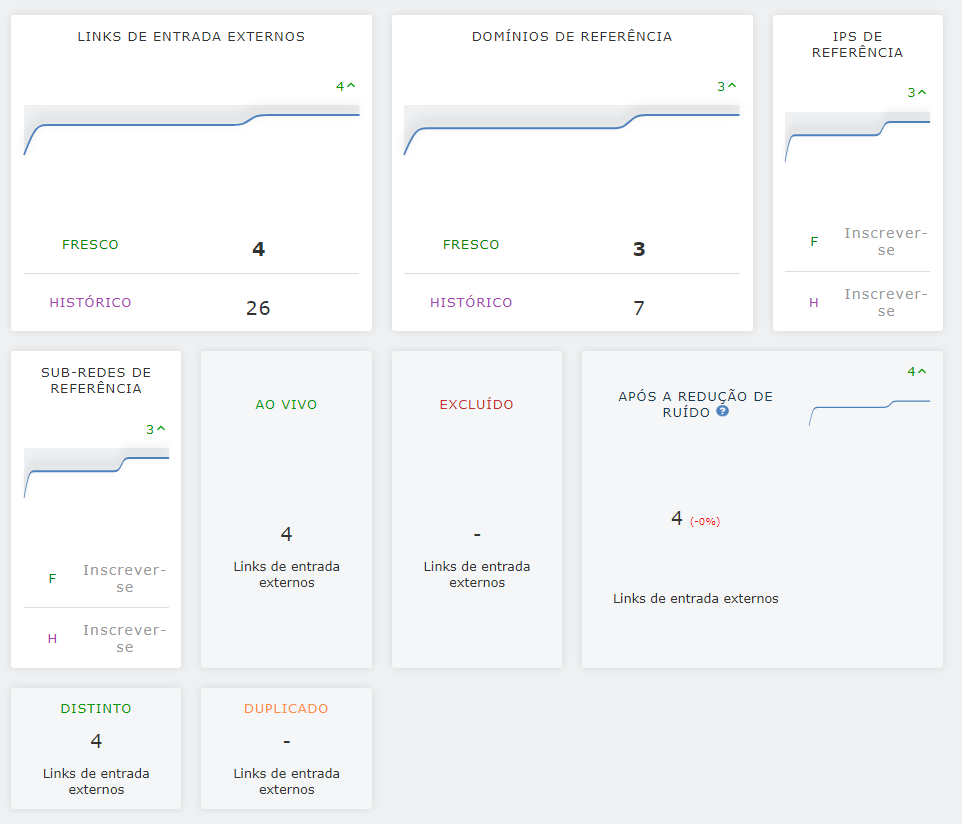 LINKS DE ENTRADA EXTERNOS
4
FRESCO
4
HISTÓRICO
26
DOMÍNIOS DE REFERÊNCIA
3
FRESCO
3
HISTÓRICO
7
IPS DE
REFERÊNCIA
3
F
Inscrever-
se
H
Inscrever-
se
SUB-REDES DE
REFERÊNCIA
3
F
Inscrever-
se
H
Inscrever-
se
AO VIVO
4
Links de entrada
externos
EXCLUÍDO
-
Links de entrada
externos
4
APÓS A REDUÇÃO DE
RUÍDO ?
4 (-0%)
Links de entrada externos
DISTINTO
4
Links de entrada
externos
DUPLICADO
-
Links de entrada
externos